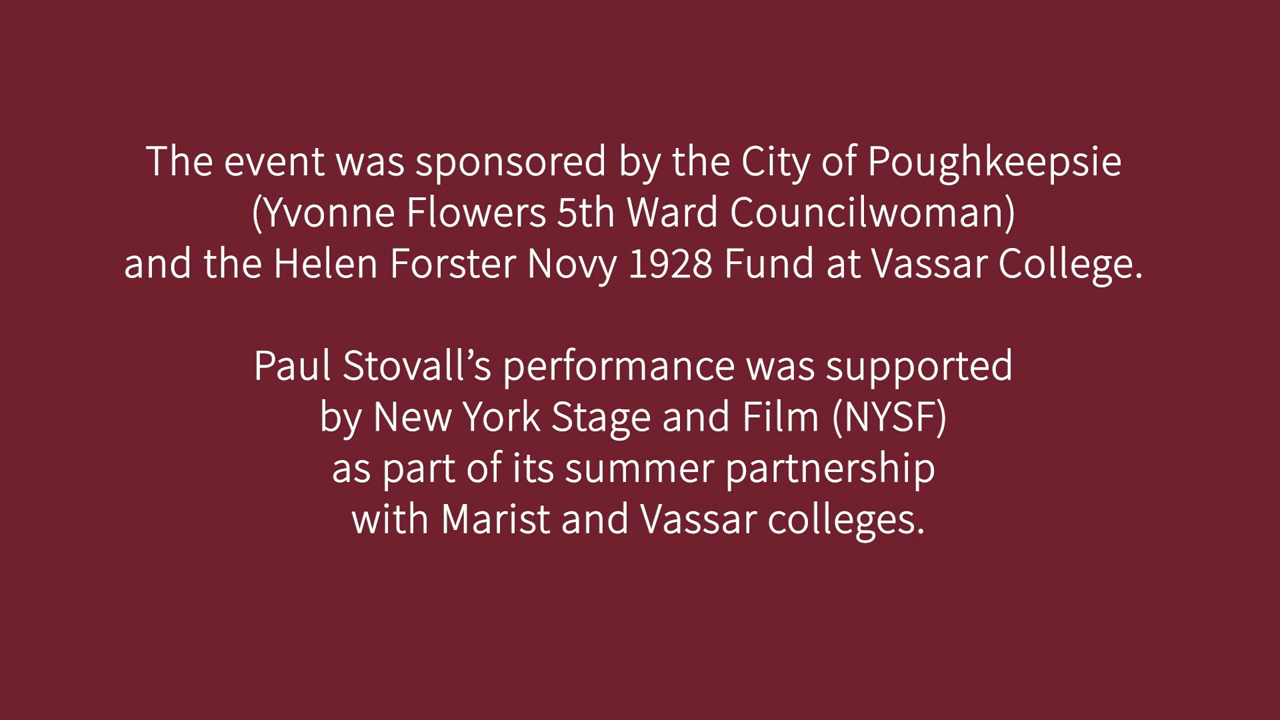 The event was sponsored by the City of Poughkeepsie
(Yvonne Flowers 5th Ward Councilwoman)
and the Helen Forster Novy 1928 Fund at Vassar College.
Paul Stovall’s performance was supported
by New York Stage and Film (NYSF)
as part of its summer partnership
with Marist and Vassar colleges.